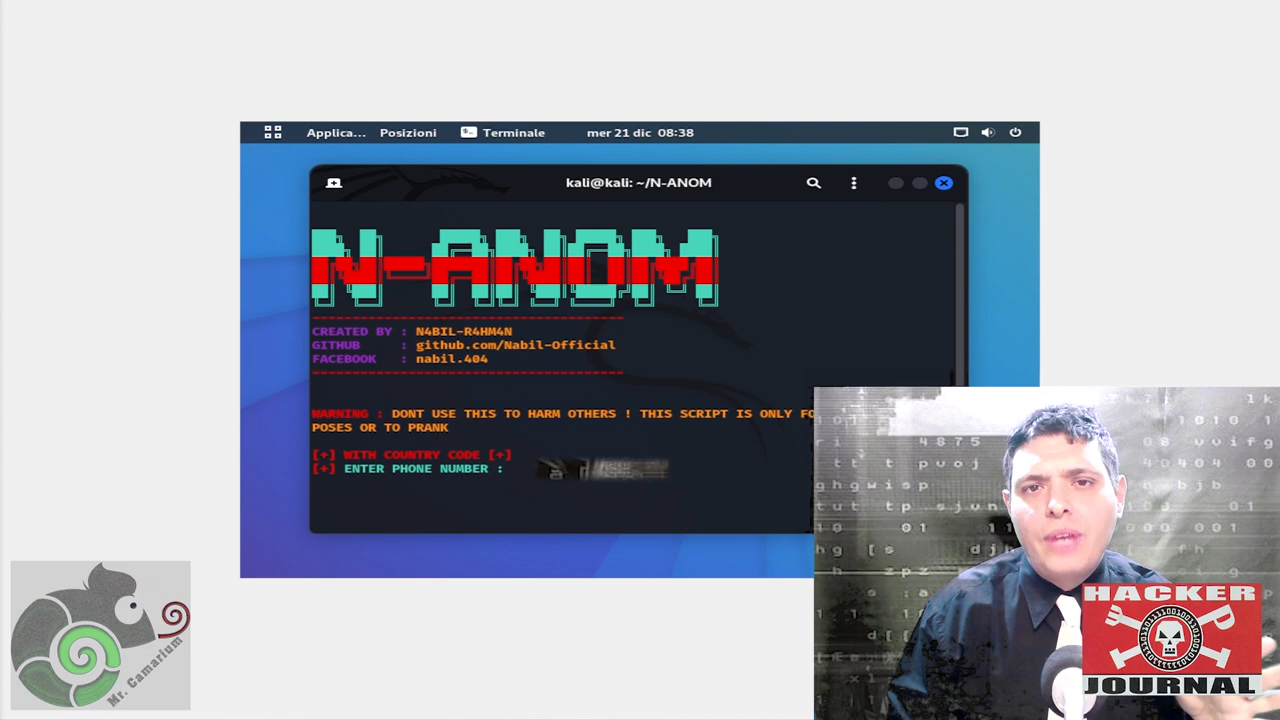 Applica... Posizioni Terminale mer 21 dic 08:38
kali@kali: ~/N-ANOM
N-ANOM
CREATED BY : N4BIL-R4HM4N
GITHUB : github.com/Nabil-Official
FACEBOOK : nabil.404
WARNING : DONT USE THIS TO HARM OTHERS ! THIS SCRIPT IS ONLY
POSES OR TO PRANK
[+] WITH COUNTRY CODE [+]
[+] ENTER PHONE NUMBER :
HACKER
JOURNAL
Mr. Camarium